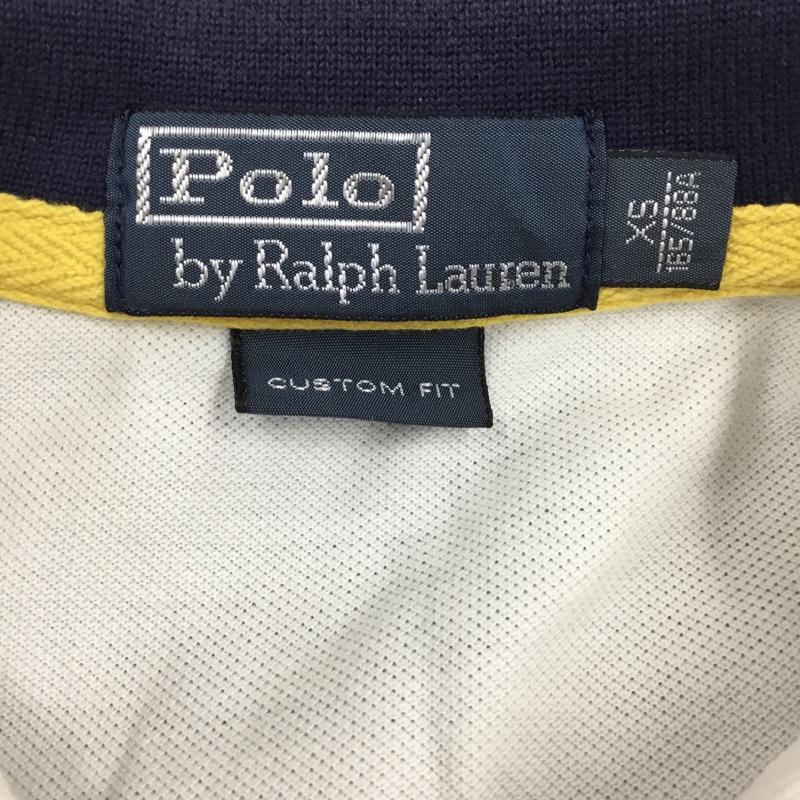 Polo
by Ralph Lauren
XS
165/88A
CUSTOM FIT